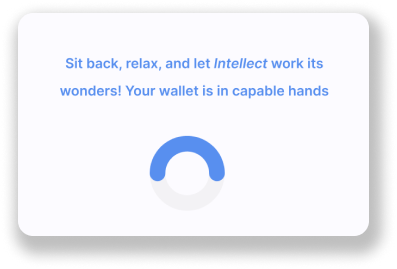 Sit back, relax, and let Intellect work its
wonders! Your wallet is in capable hands